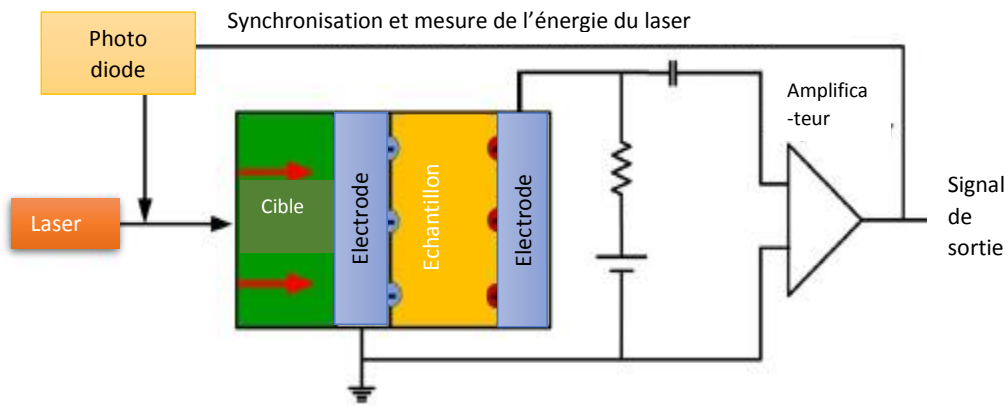 Synchronisation et mesure de l’énergie du laser
Photo
diode
Amplifica
-teur
Laser
Cible
Electrode
Echantillon
Electrode
Signal
de
sortie